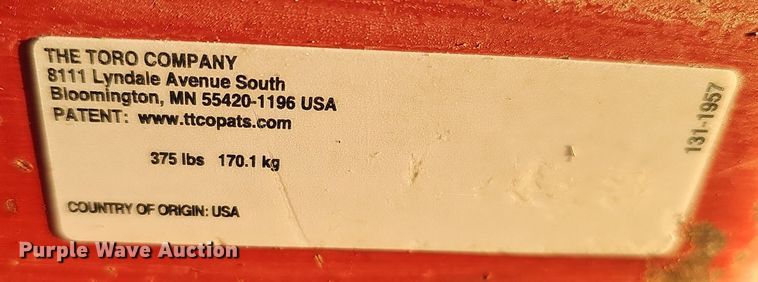 THE TORO COMPANY
8111 Lyndale Avenue South
Bloomington, MN 55420-1196 USA
PATENT: www.ttcopats.com
375 lbs 170.1 kg
COUNTRY OF ORIGIN: USA
131-1957
Purple Wave Auction